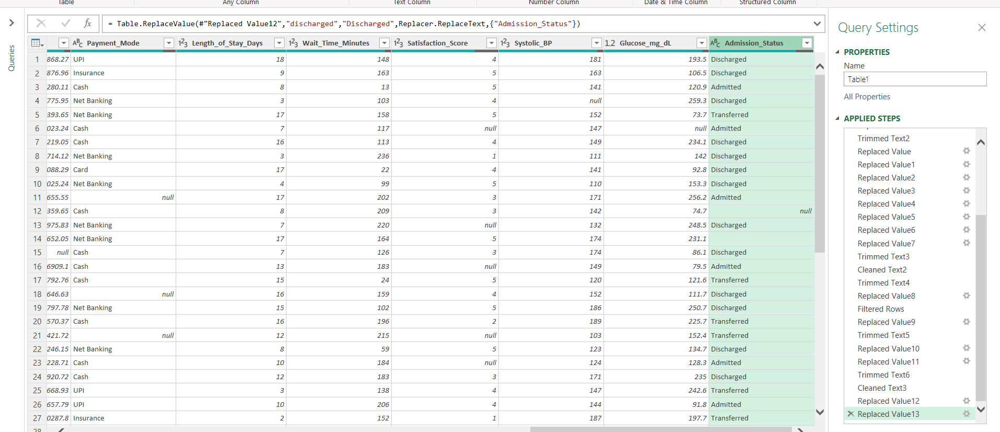 Table Any Column Text Column Number Column Date & Time Column Structured Column
fx = Table.ReplaceValue(#"Replaced Value12","discharged","Discharged",Replacer.ReplaceText,{"Admission_Status"})
Queries
ABC Payment_Mode 123 Length_of_Stay_Days 123 Wait_Time_Minutes 123 Satisfaction_Score 123 Systolic_BP 1.2 Glucose_mg_dL ABC Admission_Status
1 868.27 UPI 18 148 4 181 193.5 Discharged
2 876.96 Insurance 9 163 5 163 106.5 Discharged
3 280.11 Cash 8 13 5 141 120.9 Admitted
4 775.95 Net Banking 3 103 4 null 259.3 Discharged
5 393.65 Net Banking 17 158 5 152 73.7 Transferred
6 023.24 Cash 7 117 null 147 null Admitted
7 219.05 Cash 16 113 4 149 234.1 Discharged
8 714.12 Net Banking 3 236 1 111 142 Discharged
9 088.29 Card 17 22 4 141 92.8 Discharged
10 025.24 Net Banking 4 99 5 110 153.3 Discharged
11 655.55 null 17 202 3 171 256.2 Admitted
12 359.65 Cash 8 209 3 142 74.7 null
13 975.83 Net Banking 7 220 null 132 248.5 Discharged
14 652.05 Net Banking 17 164 5 174 231.1
15 null Cash 7 126 3 174 86.1 Discharged
16 6909.1 Cash 13 183 null 149 79.5 Admitted
17 792.76 Cash 15 24 5 120 121.6 Transferred
18 646.63 null 16 159 4 152 111.7 Discharged
19 797.78 Net Banking 15 102 5 186 250.7 Discharged
20 570.37 Cash 16 196 2 189 225.7 Transferred
21 421.72 null 12 215 null 103 152.4 Transferred
22 246.15 Net Banking 8 59 5 123 134.7 Discharged
23 228.71 Cash 10 184 null 124 128.3 Admitted
24 920.72 Cash 12 183 3 171 235 Discharged
25 668.93 UPI 3 138 4 147 242.6 Transferred
26 657.79 UPI 10 206 4 144 91.8 Admitted
27 0287.8 Insurance 2 152 1 187 197.7 Transferred
28
Query Settings
PROPERTIES
Name
Table1
All Properties
APPLIED STEPS
Trimmed Text2
Replaced Value
Replaced Value1
Replaced Value2
Replaced Value3
Replaced Value4
Replaced Value5
Replaced Value6
Replaced Value7
Trimmed Text3
Cleaned Text2
Trimmed Text4
Replaced Value8
Filtered Rows
Replaced Value9
Trimmed Text5
Replaced Value10
Replaced Value11
Trimmed Text6
Cleaned Text3
Replaced Value12
Replaced Value13